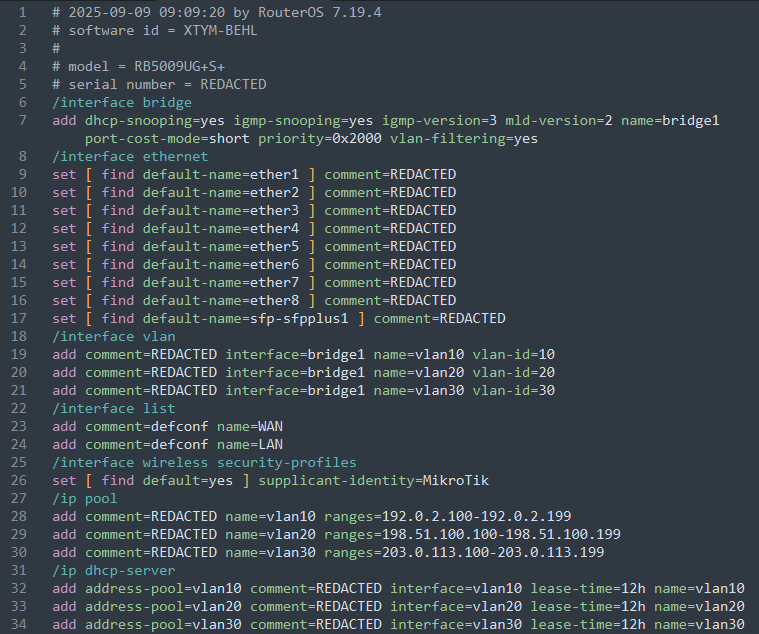 1 # 2025-09-09 09:09:20 by RouterOS 7.19.4
2 # software id = XTYM-BEHL
3 #
4 # model = RB5009UG+S+
5 # serial number = REDACTED
6 /interface bridge
7 add dhcp-snooping=yes igmp-snooping=yes igmp-version=3 mld-version=2 name=bridge1
port-cost-mode=short priority=0x2000 vlan-filtering=yes
8 /interface ethernet
9 set [ find default-name=ether1 ] comment=REDACTED
10 set [ find default-name=ether2 ] comment=REDACTED
11 set [ find default-name=ether3 ] comment=REDACTED
12 set [ find default-name=ether4 ] comment=REDACTED
13 set [ find default-name=ether5 ] comment=REDACTED
14 set [ find default-name=ether6 ] comment=REDACTED
15 set [ find default-name=ether7 ] comment=REDACTED
16 set [ find default-name=ether8 ] comment=REDACTED
17 set [ find default-name=sfp-sfpplus1 ] comment=REDACTED
18 /interface vlan
19 add comment=REDACTED interface=bridge1 name=vlan10 vlan-id=10
20 add comment=REDACTED interface=bridge1 name=vlan20 vlan-id=20
21 add comment=REDACTED interface=bridge1 name=vlan30 vlan-id=30
22 /interface list
23 add comment=defconf name=WAN
24 add comment=defconf name=LAN
25 /interface wireless security-profiles
26 set [ find default=yes ] supplicant-identity=MikroTik
27 /ip pool
28 add comment=REDACTED name=vlan10 ranges=192.0.2.100-192.0.2.199
29 add comment=REDACTED name=vlan20 ranges=198.51.100.100-198.51.100.199
30 add comment=REDACTED name=vlan30 ranges=203.0.113.100-203.0.113.199
31 /ip dhcp-server
32 add address-pool=vlan10 comment=REDACTED interface=vlan10 lease-time=12h name=vlan10
33 add address-pool=vlan20 comment=REDACTED interface=vlan20 lease-time=12h name=vlan20
34 add address-pool=vlan30 comment=REDACTED interface=vlan30 lease-time=12h name=vlan30